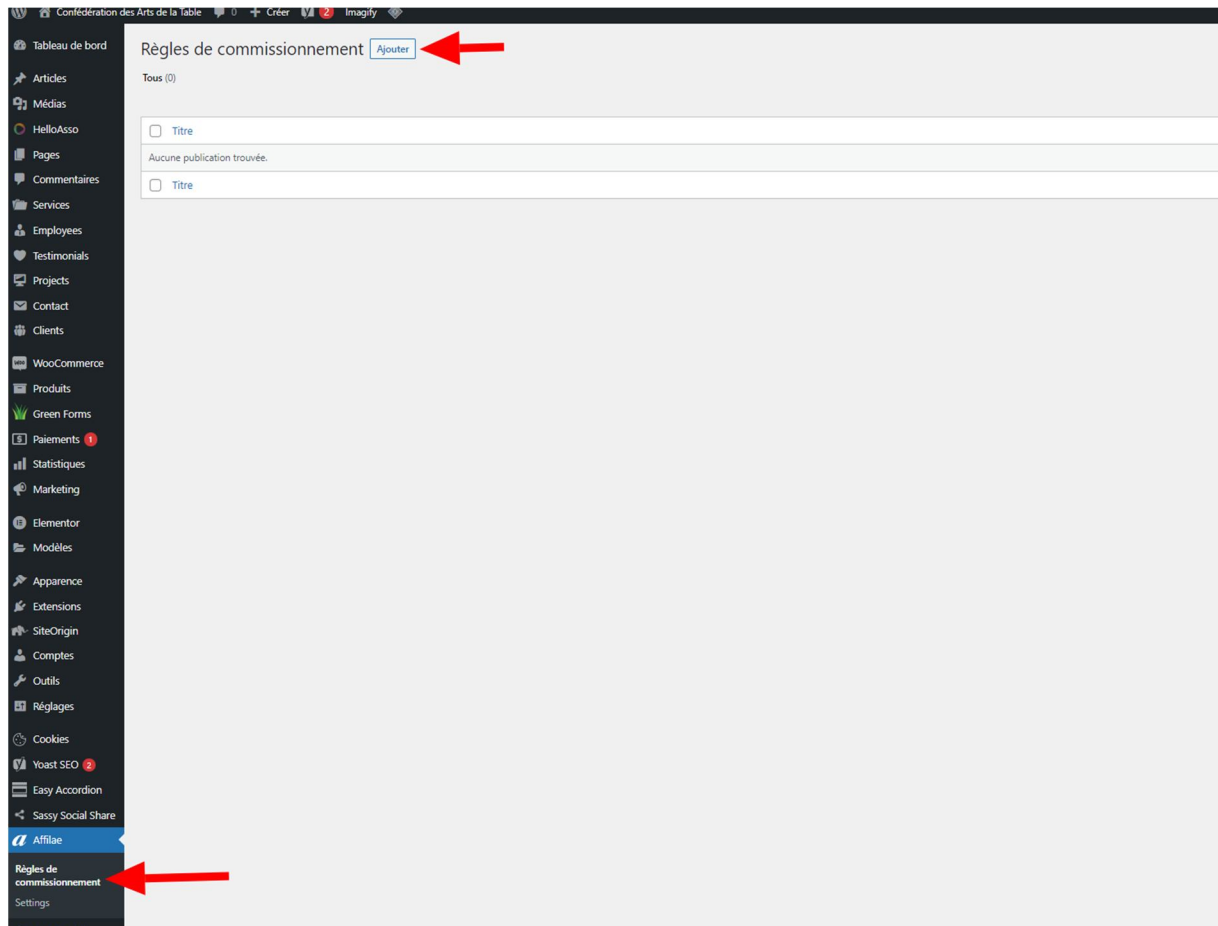 Confédération des Arts de la Table 0 Créer 2 Imagify
Tableau de bord
Articles
Médias
HelloAsso
Pages
Commentaires
Services
Employees
Testimonials
Projects
Contact
Clients
WooCommerce
Produits
Green Forms
Paiements 1
Statistiques
Marketing
Elementor
Modèles
Apparence
Extensions
SiteOrigin
Comptes
Outils
Réglages
Cookies
Yoast SEO 2
Easy Accordion
Sassy Social Share
Affilae
Règles de
commissionnement
Settings
Règles de commissionnement Ajouter
Tous (0)
Titre
Aucune publication trouvée.
Titre